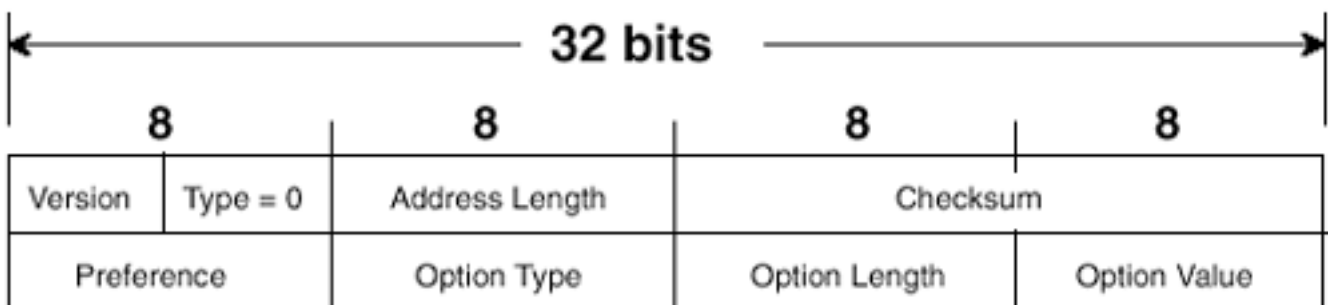 32 bits
8 8 8 8
Version Type = 0 Address Length Checksum
Preference Option Type Option Length Option Value